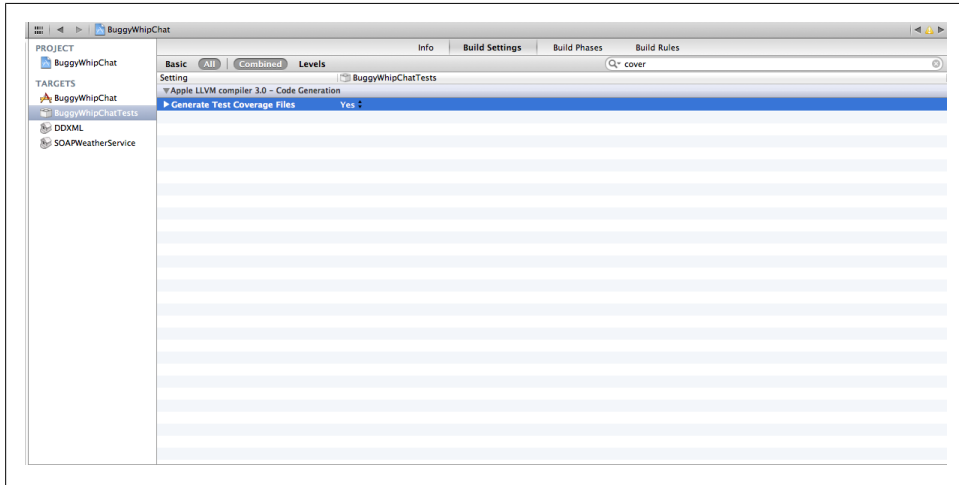 BuggyWhipChat
PROJECT
BuggyWhipChat
TARGETS
BuggyWhipChat
BuggyWhipChatTests
DDXML
SOAPWeatherService
Info Build Settings Build Phases Build Rules
Basic All Combined Levels cover
Setting BuggyWhipChatTests
Apple LLVM compiler 3.0 - Code Generation
Generate Test Coverage Files Yes